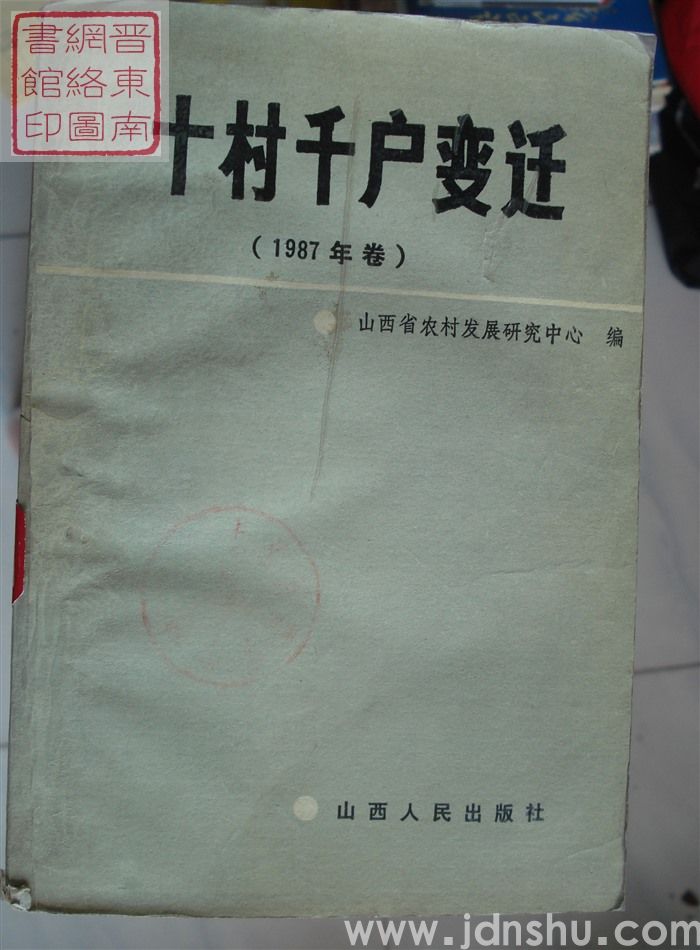 晋東南
網絡圖
書館印
十村千户变迁
（1987年卷）
山西省农村发展研究中心 编
山西人民出版社
www.jdnshu.com